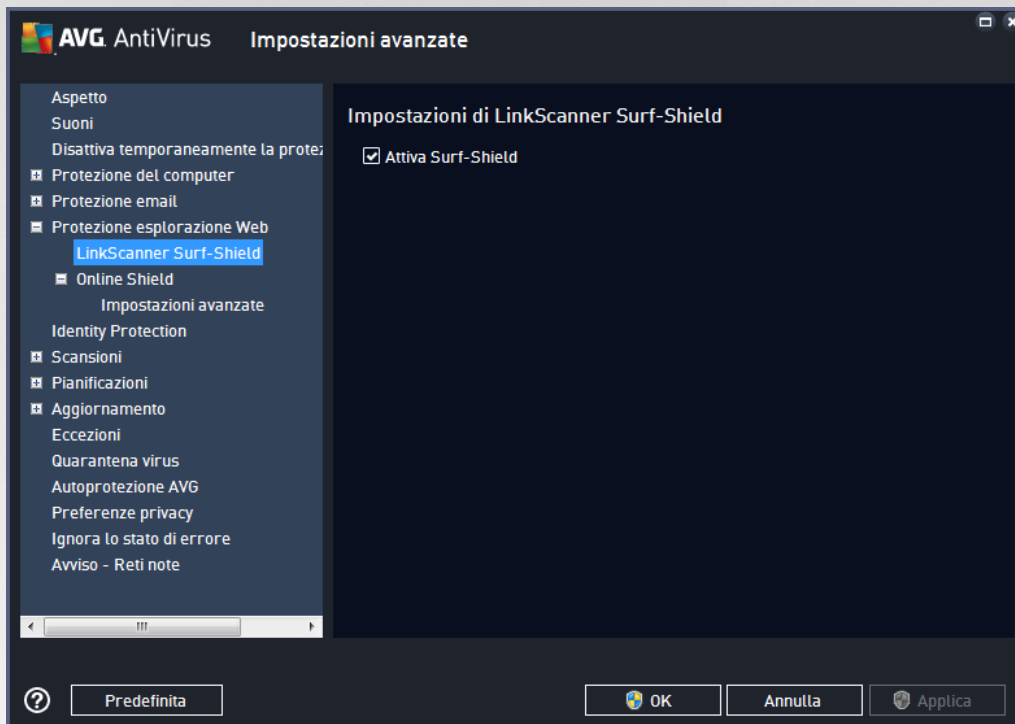 AVG. AntiVirus Impostazioni avanzate
Aspetto
Suoni
Disattiva temporaneamente la protez
Protezione del computer
Protezione email
Protezione esplorazione Web
LinkScanner Surf-Shield
Online Shield
Impostazioni avanzate
Identity Protection
Scansioni
Pianificazioni
Aggiornamento
Eccezioni
Quarantena virus
Autoprotezione AVG
Preferenze privacy
Ignora lo stato di errore
Avviso - Reti note
Impostazioni di LinkScanner Surf-Shield
Attiva Surf-Shield
? Predefinita OK Annulla Applica